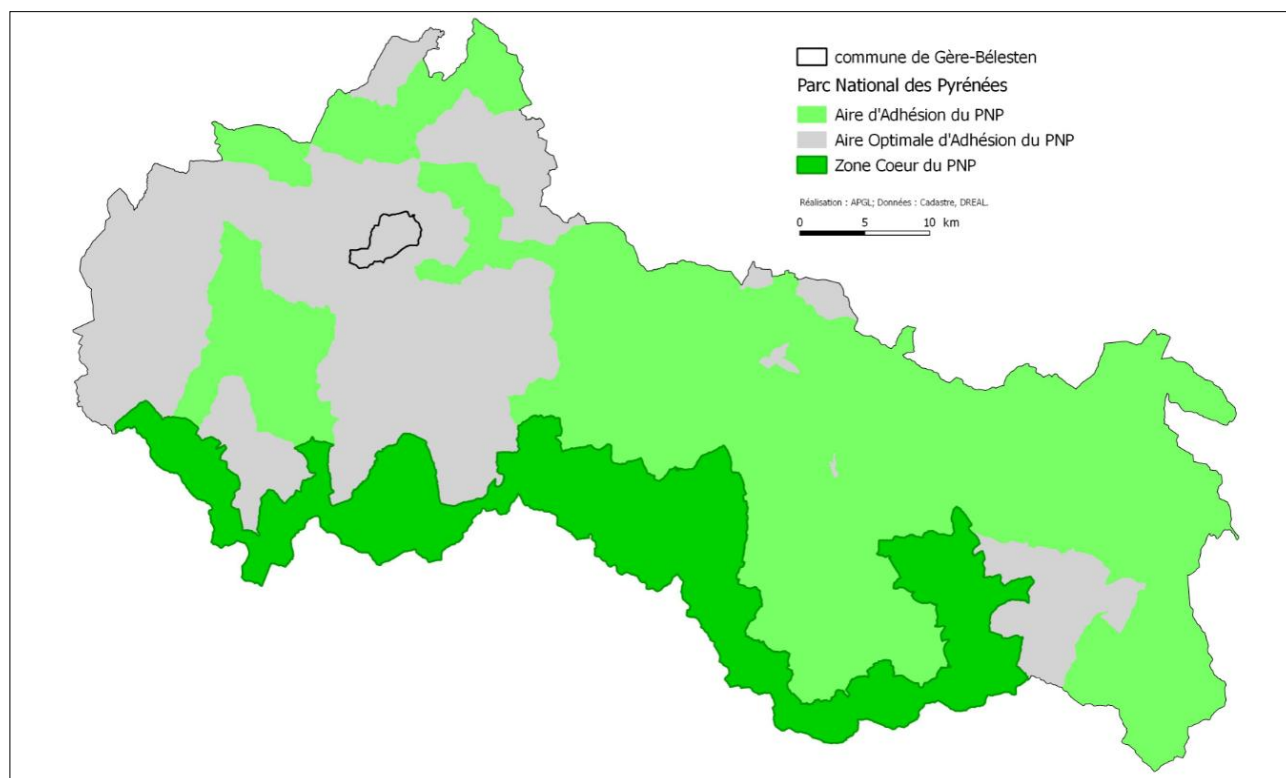 commune de Gère-Bélesten
Parc National des Pyrénées
Aire d'Adhésion du PNP
Aire Optimale d'Adhésion du PNP
Zone Coeur du PNP
Réalisation : APGL; Données : Cadastre, DREAL.
0 5 10 km